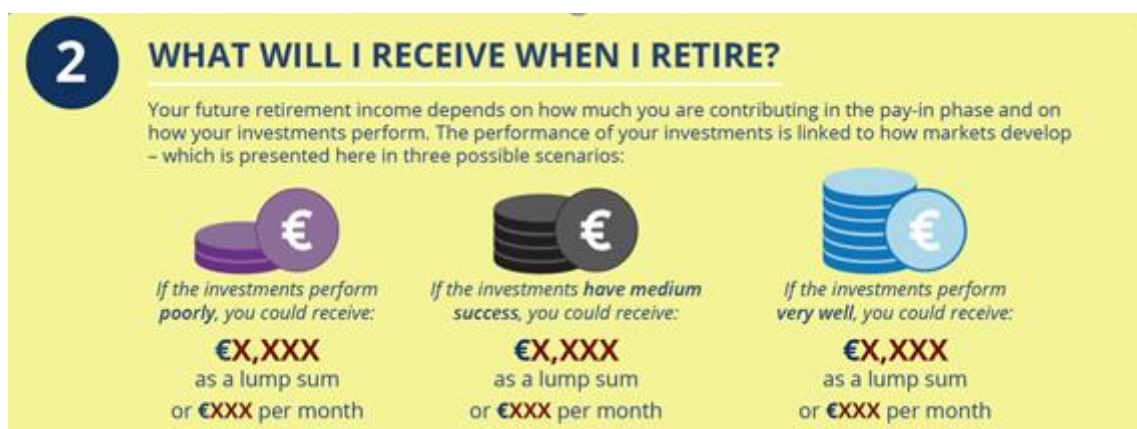 2
WHAT WILL I RECEIVE WHEN I RETIRE?
Your future retirement income depends on how much you are contributing in the pay-in phase and on
how your investments perform. The performance of your investments is linked to how markets develop
– which is presented here in three possible scenarios:
€
If the investments perform
poorly, you could receive:
€X,XXX
as a lump sum
or €XXX per month
€
If the investments have medium
success, you could receive:
€X,XXX
as a lump sum
or €XXX per month
€
If the investments perform
very well, you could receive:
€X,XXX
as a lump sum
or €XXX per month